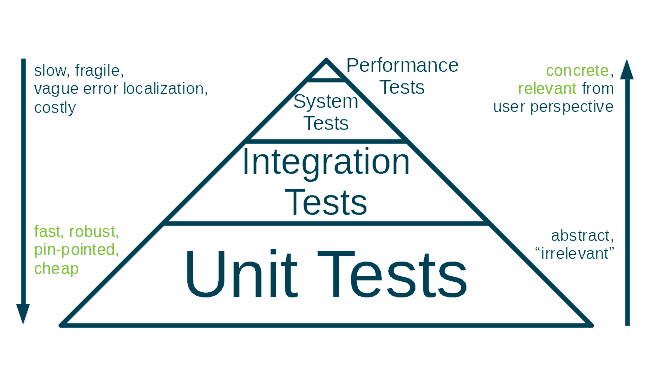 slow, fragile,
vague error localization,
costly
Performance
Tests
concrete,
relevant from
user perspective
System
Tests
Integration
Tests
fast, robust,
pin-pointed,
cheap
Unit Tests
abstract,
“irrelevant”